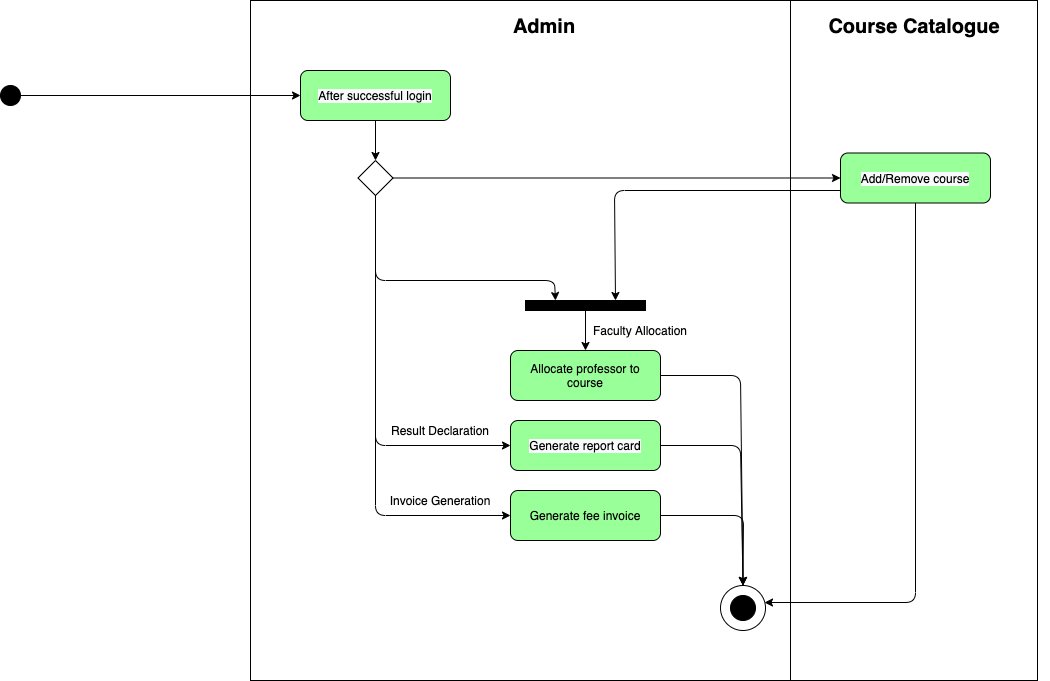 Admin
Course Catalogue
After successful login
Add/Remove course
Faculty Allocation
Allocate professor to
course
Result Declaration
Generate report card
Invoice Generation
Generate fee invoice